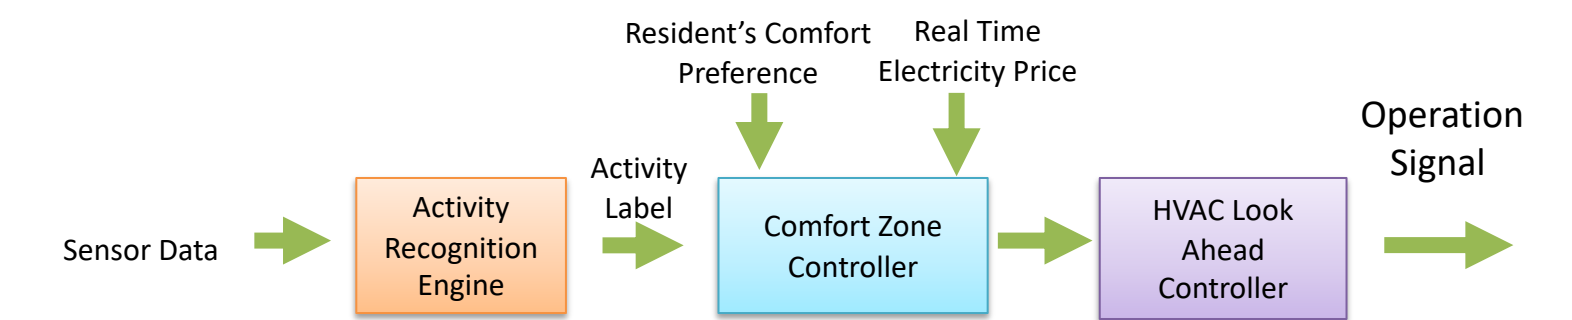 Resident’s Comfort
Preference
Real Time
Electricity Price
Operation
Signal
Activity
Label
Sensor Data
Activity
Recognition
Engine
Comfort Zone
Controller
HVAC Look
Ahead
Controller